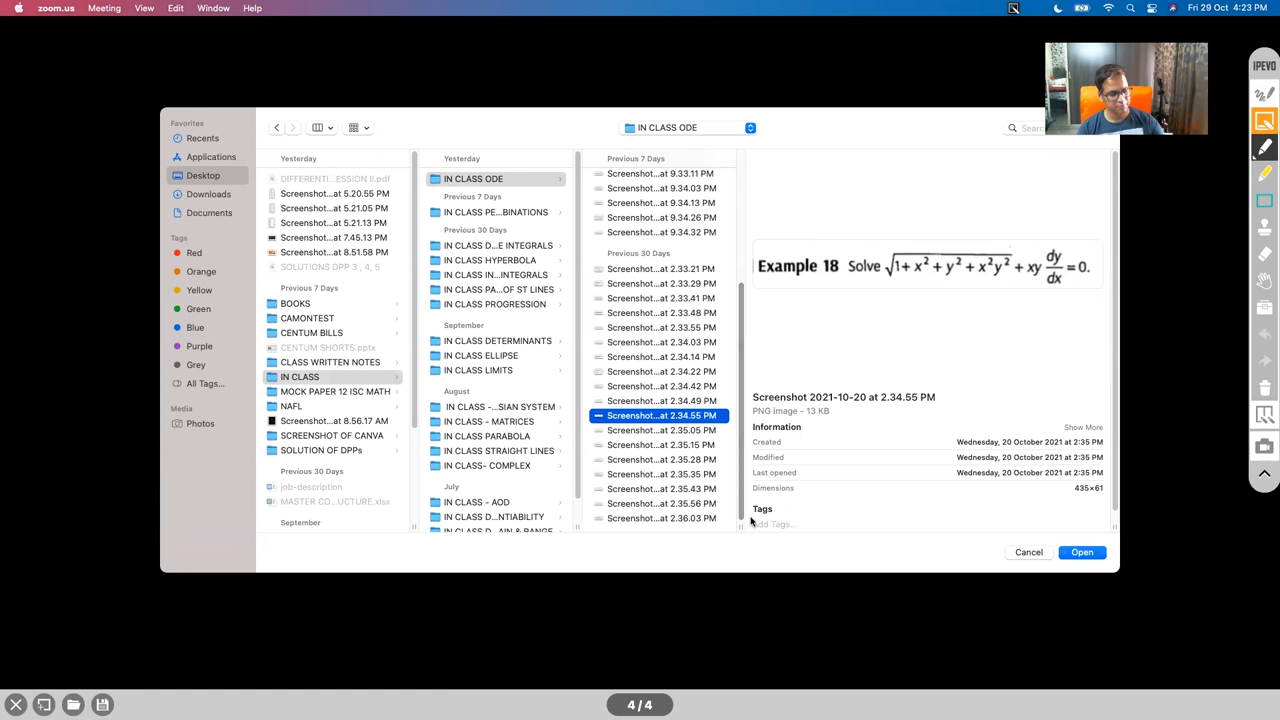 zoom.us Meeting View Edit Window Help Fri 29 Oct 4:23 PM
IPEVO
Favorites
Recents
Applications
Desktop
Downloads
Documents
Tags
Red
Orange
Yellow
Green
Blue
Purple
Grey
All Tags...
Media
Photos
IN CLASS ODE
Sear
Yesterday
DIFFERENTI...ESSION II.pdf
Screenshot...at 5.20.55 PM
Screenshot...at 5.21.05 PM
Screenshot...at 5.21.13 PM
Screenshot...at 7.45.13 PM
Screenshot...at 8.51.58 PM
SOLUTIONS DPP 3 , 4, 5
Previous 7 Days
BOOKS
CAMONTEST
CENTUM BILLS
CENTUM SHORTS.pptx
CLASS WRITTEN NOTES
IN CLASS
MOCK PAPER 12 ISC MATH
NAFL
Screenshot...at 8.56.17 AM
SCREENSHOT OF CANVA
SOLUTION OF DPPs
Previous 30 Days
job-description
MASTER CO...UCTURE.xlsx
September
Yesterday
IN CLASS ODE
Previous 7 Days
IN CLASS PE...BINATIONS
Previous 30 Days
IN CLASS D...E INTEGRALS
IN CLASS HYPERBOLA
IN CLASS IN...INTEGRALS
IN CLASS PA...OF ST LINES
IN CLASS PROGRESSION
September
IN CLASS DETERMINANTS
IN CLASS ELLIPSE
IN CLASS LIMITS
August
IN CLASS -...SIAN SYSTEM
IN CLASS - MATRICES
IN CLASS PARABOLA
IN CLASS STRAIGHT LINES
IN CLASS- COMPLEX
July
IN CLASS - AOD
IN CLASS D...NTIABILITY
IN CLASS D...AIN & RANGE
Previous 7 Days
Screenshot...at 9.33.11 PM
Screenshot...at 9.34.03 PM
Screenshot...at 9.34.13 PM
Screenshot...at 9.34.26 PM
Screenshot...at 9.34.32 PM
Previous 30 Days
Screenshot...at 2.33.21 PM
Screenshot...at 2.33.29 PM
Screenshot...at 2.33.41 PM
Screenshot...at 2.33.48 PM
Screenshot...at 2.33.55 PM
Screenshot...at 2.34.03 PM
Screenshot...at 2.34.14 PM
Screenshot...at 2.34.22 PM
Screenshot...at 2.34.42 PM
Screenshot...at 2.34.49 PM
Screenshot...at 2.34.55 PM
Screenshot...at 2.35.05 PM
Screenshot...at 2.35.15 PM
Screenshot...at 2.35.28 PM
Screenshot...at 2.35.35 PM
Screenshot...at 2.35.43 PM
Screenshot...at 2.35.56 PM
Screenshot...at 2.36.03 PM
Example 18 Solve √(1+ x² + y² + x²y²) + xy dy/dx = 0.
Screenshot 2021-10-20 at 2.34.55 PM
PNG image - 13 KB
Information Show More
Created Wednesday, 20 October 2021 at 2:35 PM
Modified Wednesday, 20 October 2021 at 2:35 PM
Last opened Wednesday, 20 October 2021 at 2:35 PM
Dimensions 435×61
Tags
Add Tags...
Cancel Open
4 / 4